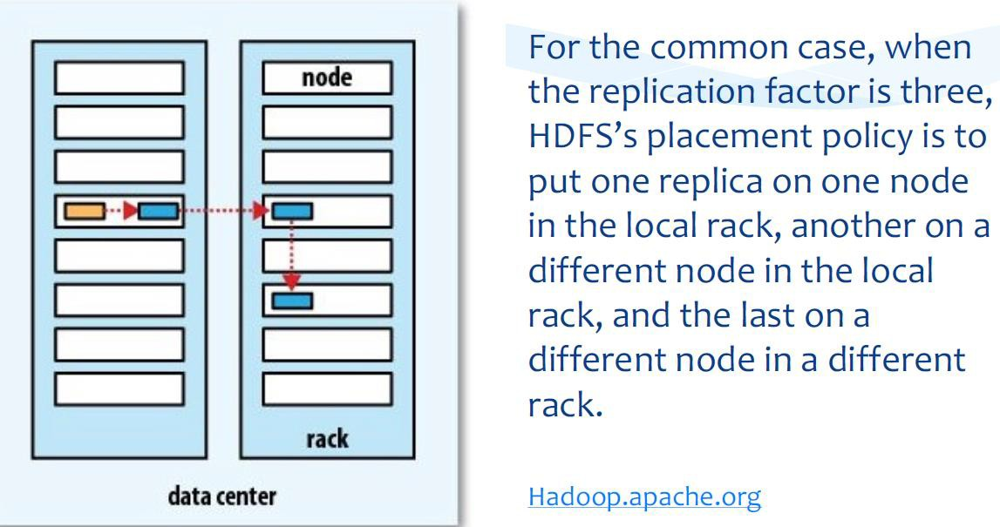 node
rack
data center
For the common case, when
the replication factor is three,
HDFS’s placement policy is to
put one replica on one node
in the local rack, another on a
different node in the local
rack, and the last on a
different node in a different
rack.
Hadoop.apache.org